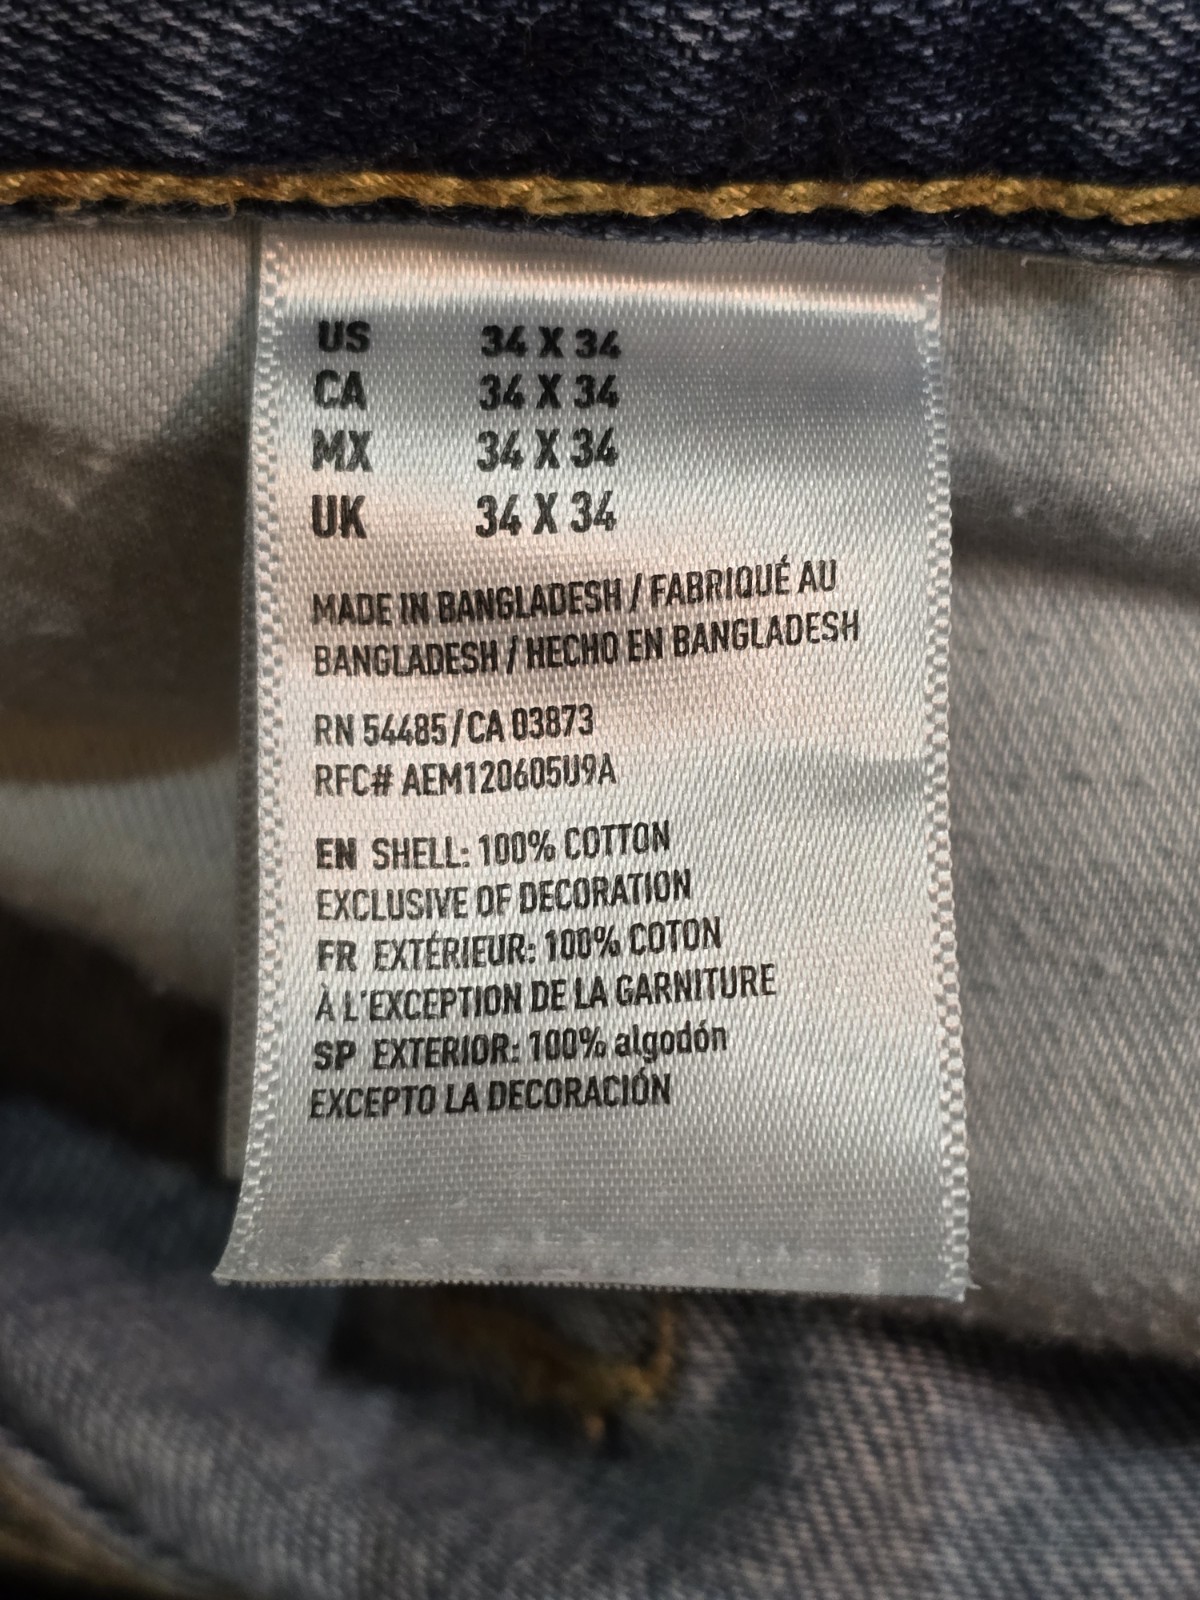 US 34 X 34
CA 34 X 34
MX 34 X 34
UK 34 X 34
MADE IN BANGLADESH / FABRIQUÉ AU
BANGLADESH / HECHO EN BANGLADESH
RN 54485/CA 03873
RFC# AEM120605U9A
EN SHELL: 100% COTTON
EXCLUSIVE OF DECORATION
FR EXTÉRIEUR: 100% COTON
À L'EXCEPTION DE LA GARNITURE
SP EXTERIOR: 100% algodón
EXCEPTO LA DECORACIÓN